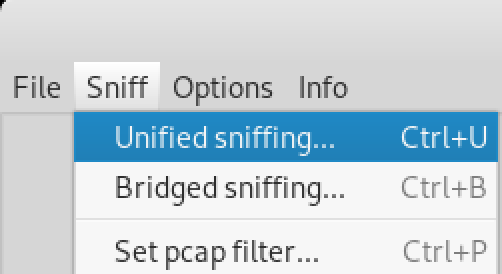 File Sniff Options Info
Unified sniffing... Ctrl+U
Bridged sniffing... Ctrl+B
Set pcap filter... Ctrl+P